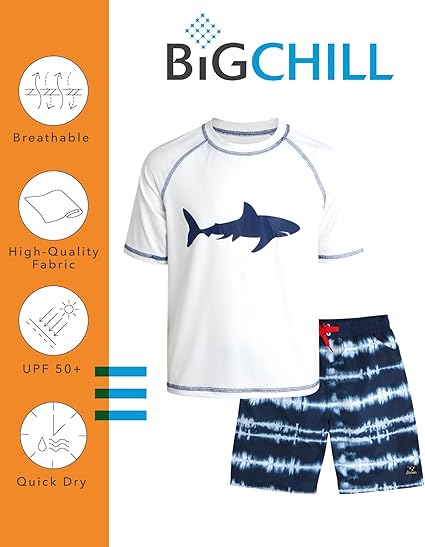 BiGCHILL
Breathable
High-Quality
Fabric
UPF 50+
Quick Dry